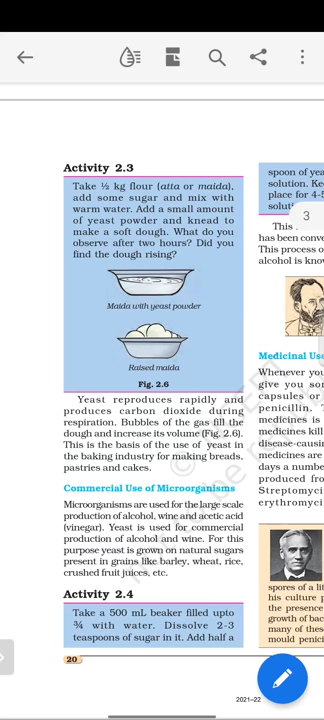 Activity 2.3
Take ½ kg flour (atta or maida),
add some sugar and mix with
warm water. Add a small amount
of yeast powder and knead to
make a soft dough. What do you
observe after two hours? Did you
find the dough rising?
Maida with yeast powder
Raised maida
Fig. 2.6
Yeast reproduces rapidly and
produces carbon dioxide during
respiration. Bubbles of the gas fill the
dough and increase its volume (Fig. 2.6).
This is the basis of the use of yeast in
the baking industry for making breads,
pastries and cakes.
Commercial Use of Microorganisms
Microorganisms are used for the large scale
production of alcohol, wine and acetic acid
(vinegar). Yeast is used for commercial
production of alcohol and wine. For this
purpose yeast is grown on natural sugars
present in grains like barley, wheat, rice,
crushed fruit juices, etc.
Activity 2.4
Take a 500 mL beaker filled upto
¾ with water. Dissolve 2-3
teaspoons of sugar in it. Add half a
20
spoon of yea
solution. Ke
place for 4-5
soluti
3
This
has been conve
This process o
alcohol is know
Medicinal Use
Whenever you
give you som
capsules or
penicillin. T
medicines is
medicines kill
disease-causin
medicines are
days a numbe
produced fro
Streptomyci
erythromyci
spores of a lit
his culture p
the presence
growth of bac
many of these
mould penici
2021–22